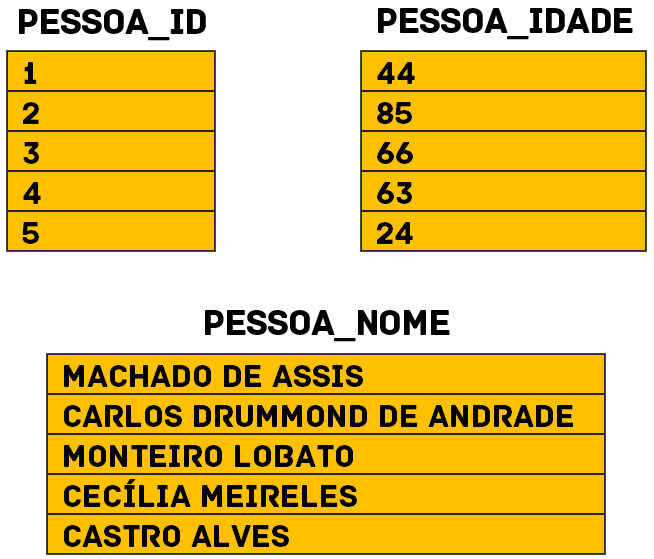 PESSOA_ID
1
2
3
4
5
PESSOA_IDADE
44
85
66
63
24
PESSOA_NOME
MACHADO DE ASSIS
CARLOS DRUMMOND DE ANDRADE
MONTEIRO LOBATO
CECÍLIA MEIRELES
CASTRO ALVES